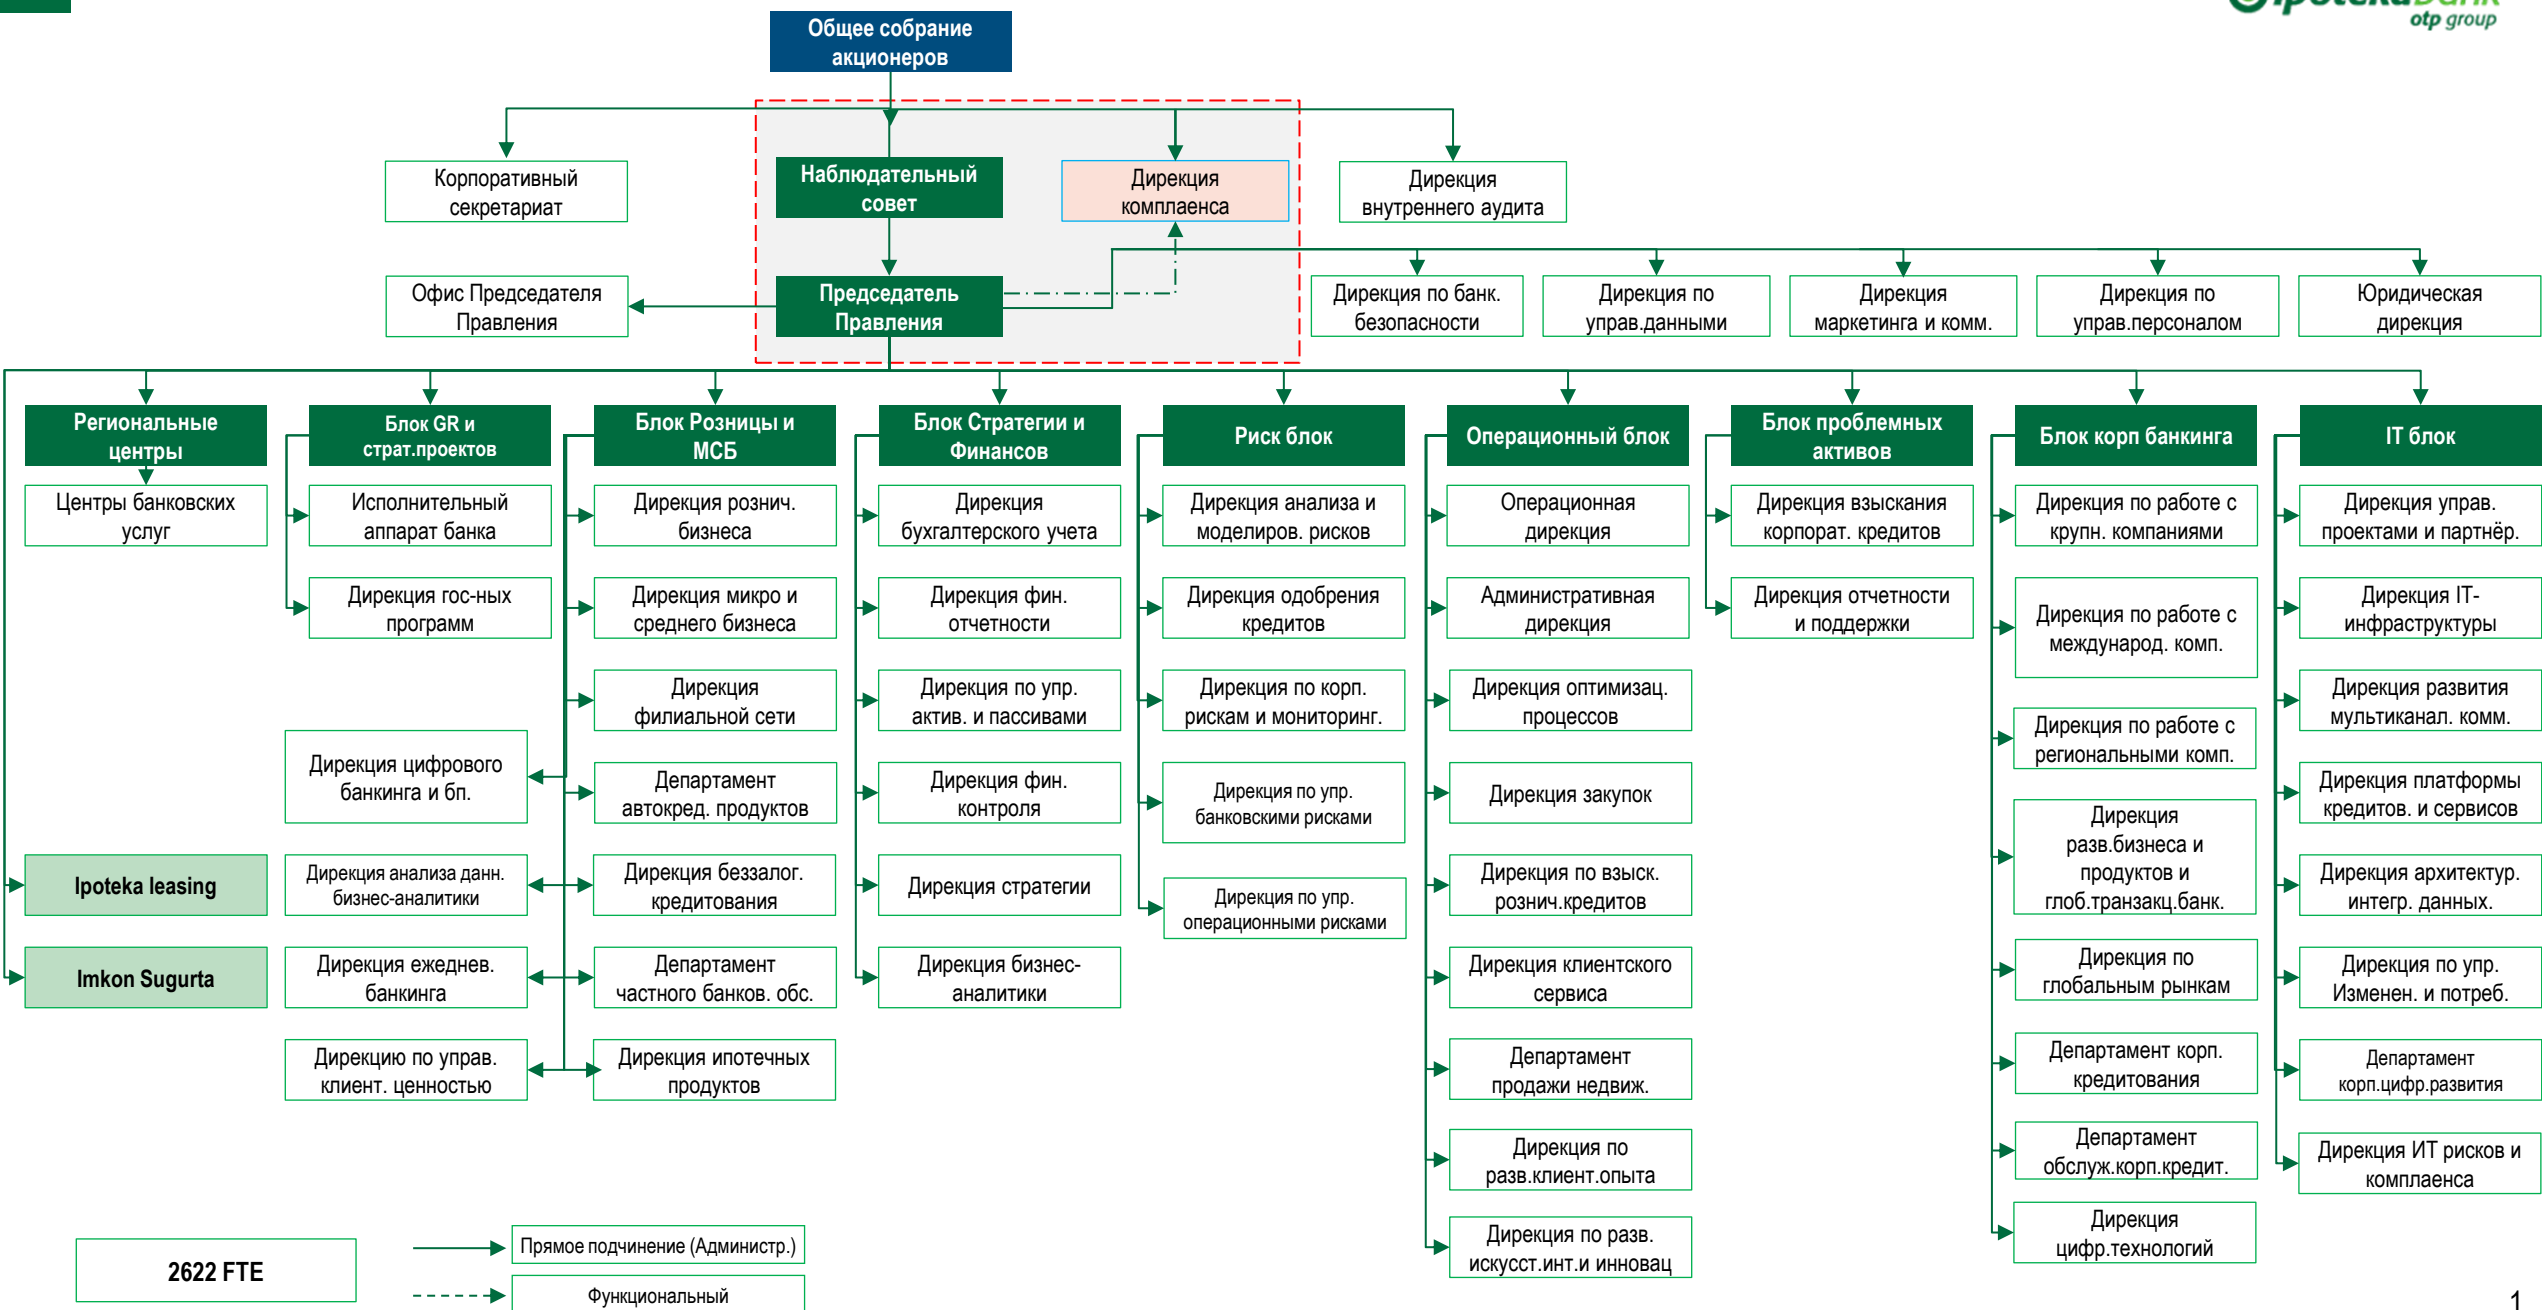 ipotekabank
otp group
Общее собрание
акционеров
Корпоративный
секретариат
Наблюдательный
совет
Дирекция
комплаенса
Дирекция
внутреннего аудита
Офис Председателя
Правления
Председатель
Правления
Дирекция по банк.
безопасности
Дирекция по
управ.данными
Дирекция
маркетинга и комм.
Дирекция по
управ.персоналом
Юридическая
дирекция
Региональные
центры
Центры банковских
услуг
Ipoteka leasing
Imkon Sugurta
Блок GR и
страт.проектов
Исполнительный
аппарат банка
Дирекция гос-ных
программ
Блок Розницы и
МСБ
Дирекция рознич.
бизнеса
Дирекция микро и
среднего бизнеса
Дирекция
филиальной сети
Дирекция цифрового
банкинга и бп.
Департамент
автокред. продуктов
Дирекция анализа данн.
бизнес-аналитики
Дирекция беззалог.
кредитования
Дирекция ежеднев.
банкинга
Департамент
частного банков. обс.
Дирекцию по управ.
клиент. ценностью
Дирекция ипотечных
продуктов
Блок Стратегии и
Финансов
Дирекция
бухгалтерского учета
Дирекция фин.
отчетности
Дирекция по упр.
актив. и пассивами
Дирекция фин.
контроля
Дирекция стратегии
Дирекция бизнес-
аналитики
Риск блок
Дирекция анализа и
моделиров. рисков
Дирекция одобрения
кредитов
Дирекция по корп.
рискам и мониторинг.
Дирекция по упр.
банковскими рисками
Дирекция по упр.
операционными рисками
Операционный блок
Операционная
дирекция
Административная
дирекция
Дирекция оптимизац.
процессов
Дирекция закупок
Дирекция по взыск.
рознич.кредитов
Дирекция клиентского
сервиса
Департамент
продажи недвиж.
Дирекция по
разв.клиент.опыта
Дирекция по разв.
искусст.инт.и инновац
Блок проблемных
активов
Дирекция взыскания
корпорат. кредитов
Дирекция отчетности
и поддержки
Блок корп банкинга
Дирекция по работе с
крупн. компаниями
Дирекция по работе с
международ. комп.
Дирекция по работе с
региональными комп.
Дирекция
разв.бизнеса и
продуктов и
глоб.транзакц.банк.
Дирекция по
глобальным рынкам
Департамент корп.
кредитования
Департамент
обслуж.корп.кредит.
Дирекция
цифр.технологий
IT блок
Дирекция управ.
проектами и партнёр.
Дирекция IT-
инфраструктуры
Дирекция развития
мультиканал. комм.
Дирекция платформы
кредитов. и сервисов
Дирекция архитектур.
интегр. данных.
Дирекция по упр.
Изменен. и потреб.
Департамент
корп.цифр.развития
Дирекция ИТ рисков и
комплаенса
2622 FTE
Прямое подчинение (Администр.)
Функциональный
1